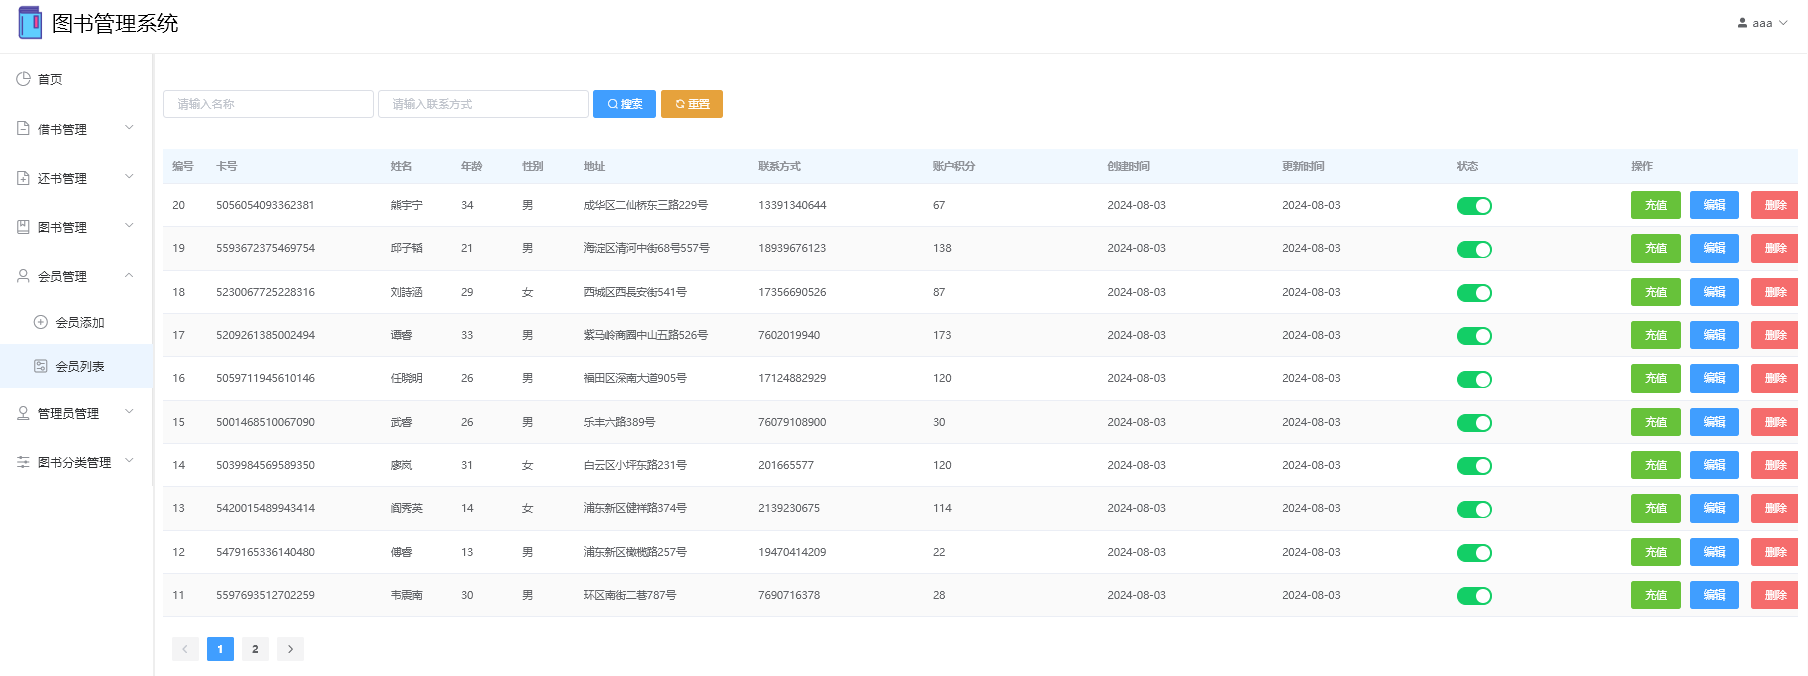 图书管理系统
aaa
首页
借书管理
还书管理
图书管理
会员管理
会员添加
会员列表
管理员管理
图书分类管理
请输入名称 请输入联系方式 搜索 重置
编号 卡号 姓名 年龄 性别 地址 联系方式 账户积分 创建时间 更新时间 状态 操作
20 5056054093362381 熊宇宁 34 男 成华区二仙桥东三路229号 13391340644 67 2024-08-03 2024-08-03 充值 编辑 删除
19 5593672375469754 邱子韬 21 男 海淀区清河中街68号557号 18939676123 138 2024-08-03 2024-08-03 充值 编辑 删除
18 5230067725228316 刘詩涵 29 女 西城区西長安街541号 17356690526 87 2024-08-03 2024-08-03 充值 编辑 删除
17 5209261385002494 谭睿 33 男 紫马岭商圈中山五路526号 7602019940 173 2024-08-03 2024-08-03 充值 编辑 删除
16 5059711945610146 任晓明 26 男 福田区深南大道905号 17124882929 120 2024-08-03 2024-08-03 充值 编辑 删除
15 5001468510067090 武睿 26 男 乐丰六路389号 76079108900 30 2024-08-03 2024-08-03 充值 编辑 删除
14 5039984569589350 廖岚 31 女 白云区小坪东路231号 201665577 120 2024-08-03 2024-08-03 充值 编辑 删除
13 5420015489943414 阎秀英 14 女 浦东新区健祥路374号 2139230675 114 2024-08-03 2024-08-03 充值 编辑 删除
12 5479165336140480 傅睿 13 男 浦东新区橄榄路257号 19470414209 22 2024-08-03 2024-08-03 充值 编辑 删除
11 5597693512702259 韦震南 30 男 环区南街二巷787号 7690716378 28 2024-08-03 2024-08-03 充值 编辑 删除
1 2